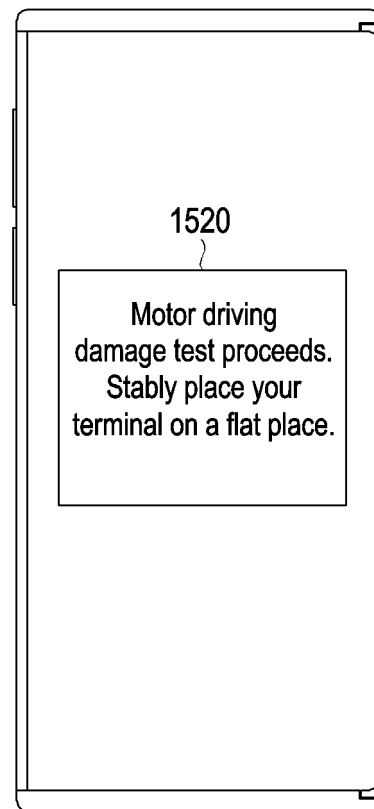 1520
Motor driving
damage test proceeds.
Stably place your
terminal on a flat place.